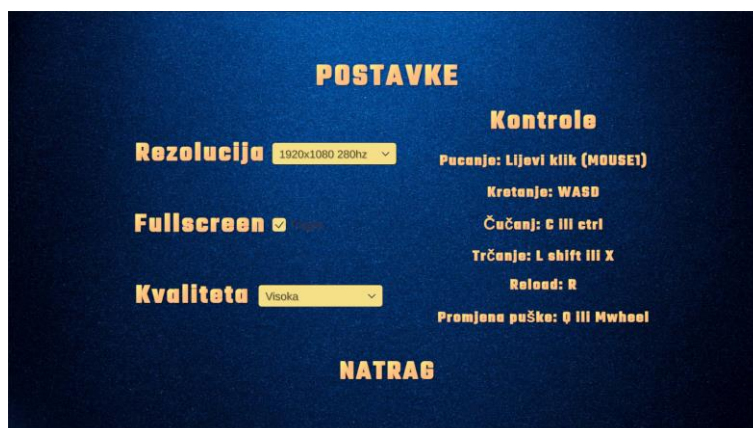 POSTAVKE
Rezolucija 1920x1080 280hz
Fullscreen
Kvaliteta Visoka
Kontrole
Pucanje: Lijevi klik (MOUSE1)
Kretanje: WASD
Čučanj: C ili ctrl
Trčanje: L shift ili X
Reload: R
Promjena puške: Q ili Mwheel
NATRAG